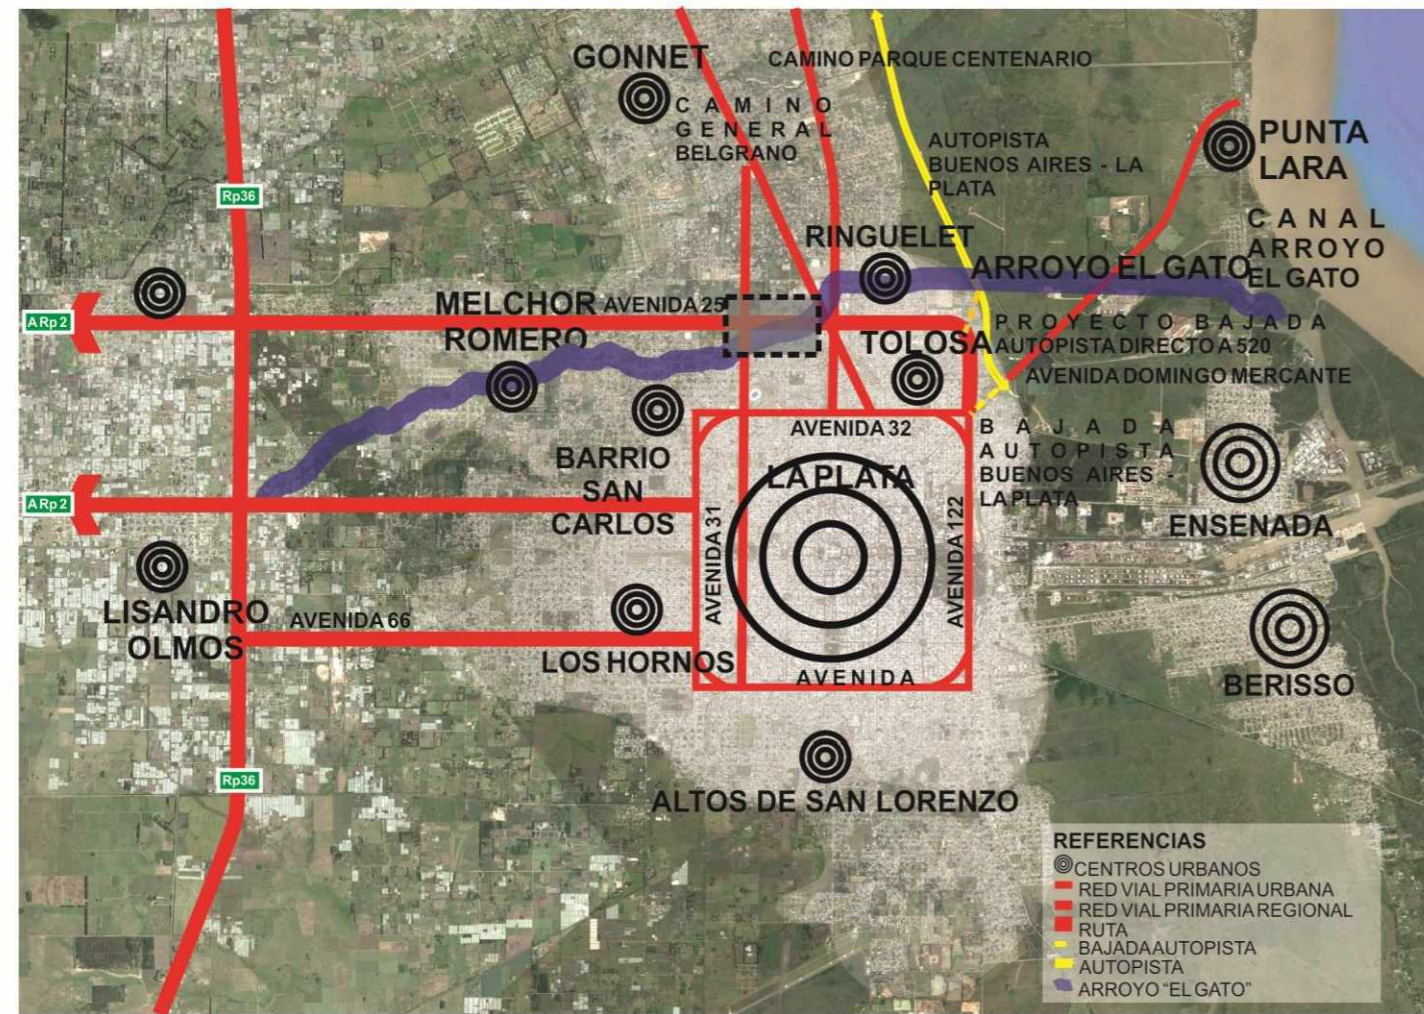 GONNET
CAMINO PARQUE CENTENARIO
CAMINO
GENERAL
BELGRANO
AUTOPISTA
BUENOS AIRES - LA
PLATA
PUNTA
LARA
Rp36
CANAL
ARROYO
EL GATO
RINGUELET
ARROYO EL GATO
MELCHOR
ROMERO
AVENIDA 25
ARp2
PROYECTO BAJADA
AUTOPISTA DIRECTO A 520
TOLOSA
AVENIDA DOMINGO MERCANTE
AVENIDA 32
BAJADA
AUTOPISTA
BUENOS AIRES -
LA PLATA
BARRIO
SAN
CARLOS
LA PLATA
ARp2
AVENIDA 31
AVENIDA 122
ENSENADA
LISANDRO
OLMOS
AVENIDA 66
LOS HORNOS
AVENIDA
BERISSO
Rp36
ALTOS DE SAN LORENZO
REFERENCIAS
CENTROS URBANOS
RED VIAL PRIMARIA URBANA
RED VIAL PRIMARIA REGIONAL
RUTA
BAJADA AUTOPISTA
AUTOPISTA
ARROYO “EL GATO”